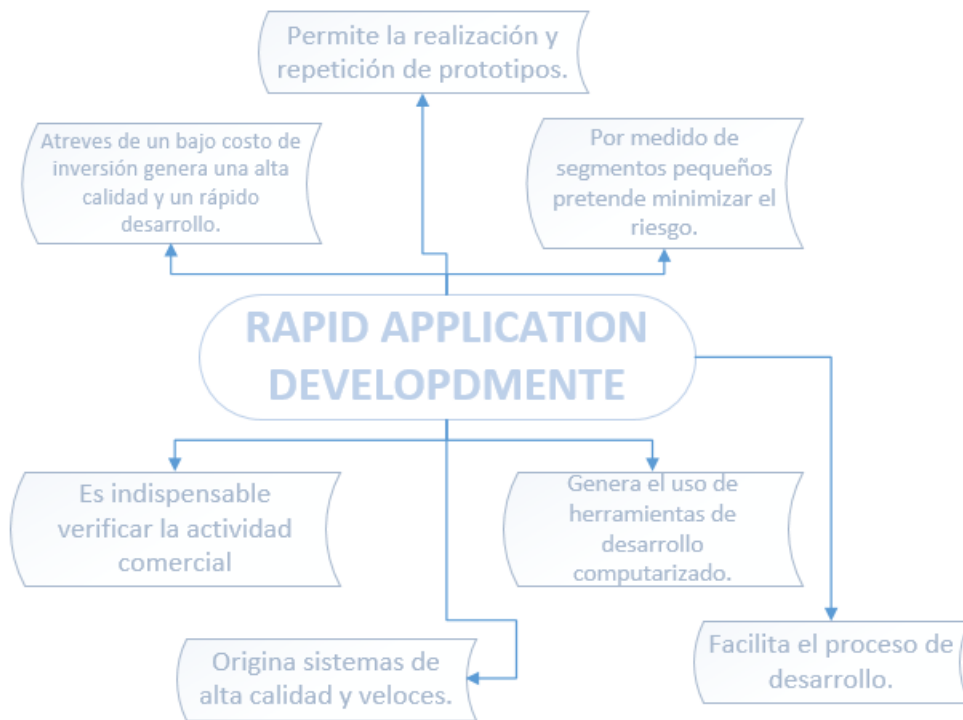 Permite la realización y
repetición de prototipos.
Atreves de un bajo costo de
inversión genera una alta
calidad y un rápido
desarrollo.
Por medido de
segmentos pequeños
pretende minimizar el
riesgo.
RAPID APPLICATION
DEVELOPDMENTE
Es indispensable
verificar la actividad
comercial
Genera el uso de
herramientas de
desarrollo
computarizado.
Origina sistemas de
alta calidad y veloces.
Facilita el proceso de
desarrollo.